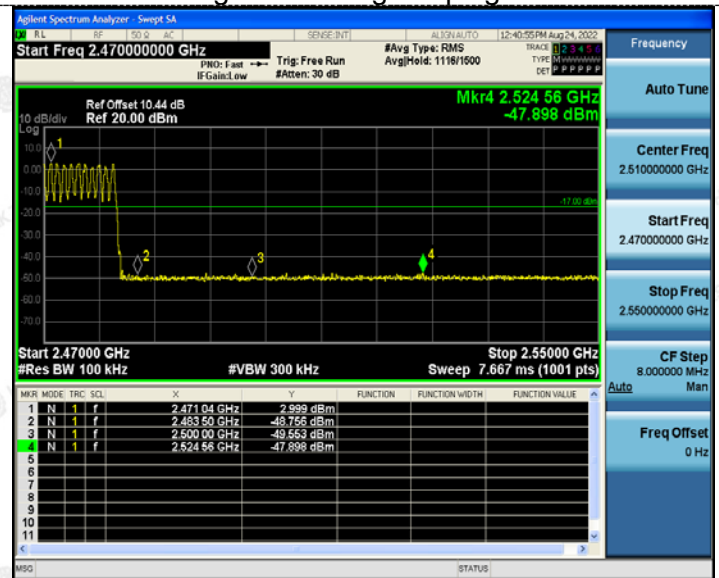 Agilent Spectrum Analyzer - Swept SA
RL RF 50 Ω AC SENSE:INT ALIGNAUTO 12:40:55 PM Aug 24, 2022
Start Freq 2.470000000 GHz
PNO: Fast
IFGain:Low
Trig: Free Run
#Atten: 30 dB
#Avg Type: RMS
Avg|Hold: 1116/1500
TRACE 1 2 3 4 5 6
TYPE M
DET P P P P P P
Ref Offset 10.44 dB
10 dB/div Ref 20.00 dBm
Log
Mkr4 2.524 56 GHz
-47.898 dBm
10.0
0.00
-10.0
-20.0
-30.0
-40.0
-50.0
-60.0
-70.0
1
2
3
4
-17.00 dBm
Start 2.47000 GHz Stop 2.55000 GHz
#Res BW 100 kHz #VBW 300 kHz Sweep 7.667 ms (1001 pts)
MKR MODE TRC SCL X Y FUNCTION FUNCTION WIDTH FUNCTION VALUE
1 N 1 f 2.471 04 GHz 2.999 dBm
2 N 1 f 2.483 50 GHz -48.756 dBm
3 N 1 f 2.500 00 GHz -49.553 dBm
4 N 1 f 2.524 56 GHz -47.898 dBm
5
6
7
8
9
10
11
MSG STATUS
Frequency
Auto Tune
Center Freq
2.510000000 GHz
Start Freq
2.470000000 GHz
Stop Freq
2.550000000 GHz
CF Step
8.000000 MHz
Auto Man
Freq Offset
0 Hz